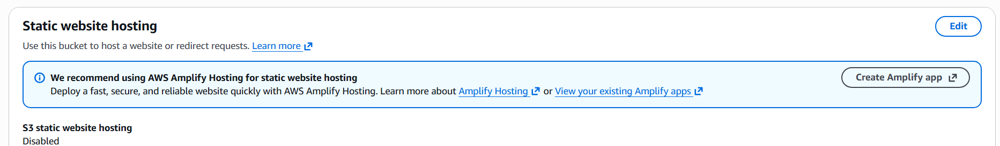 Static website hosting
Edit
Use this bucket to host a website or redirect requests. Learn more
We recommend using AWS Amplify Hosting for static website hosting
Create Amplify app
Deploy a fast, secure, and reliable website quickly with AWS Amplify Hosting. Learn more about Amplify Hosting or View your existing Amplify apps
S3 static website hosting
Disabled